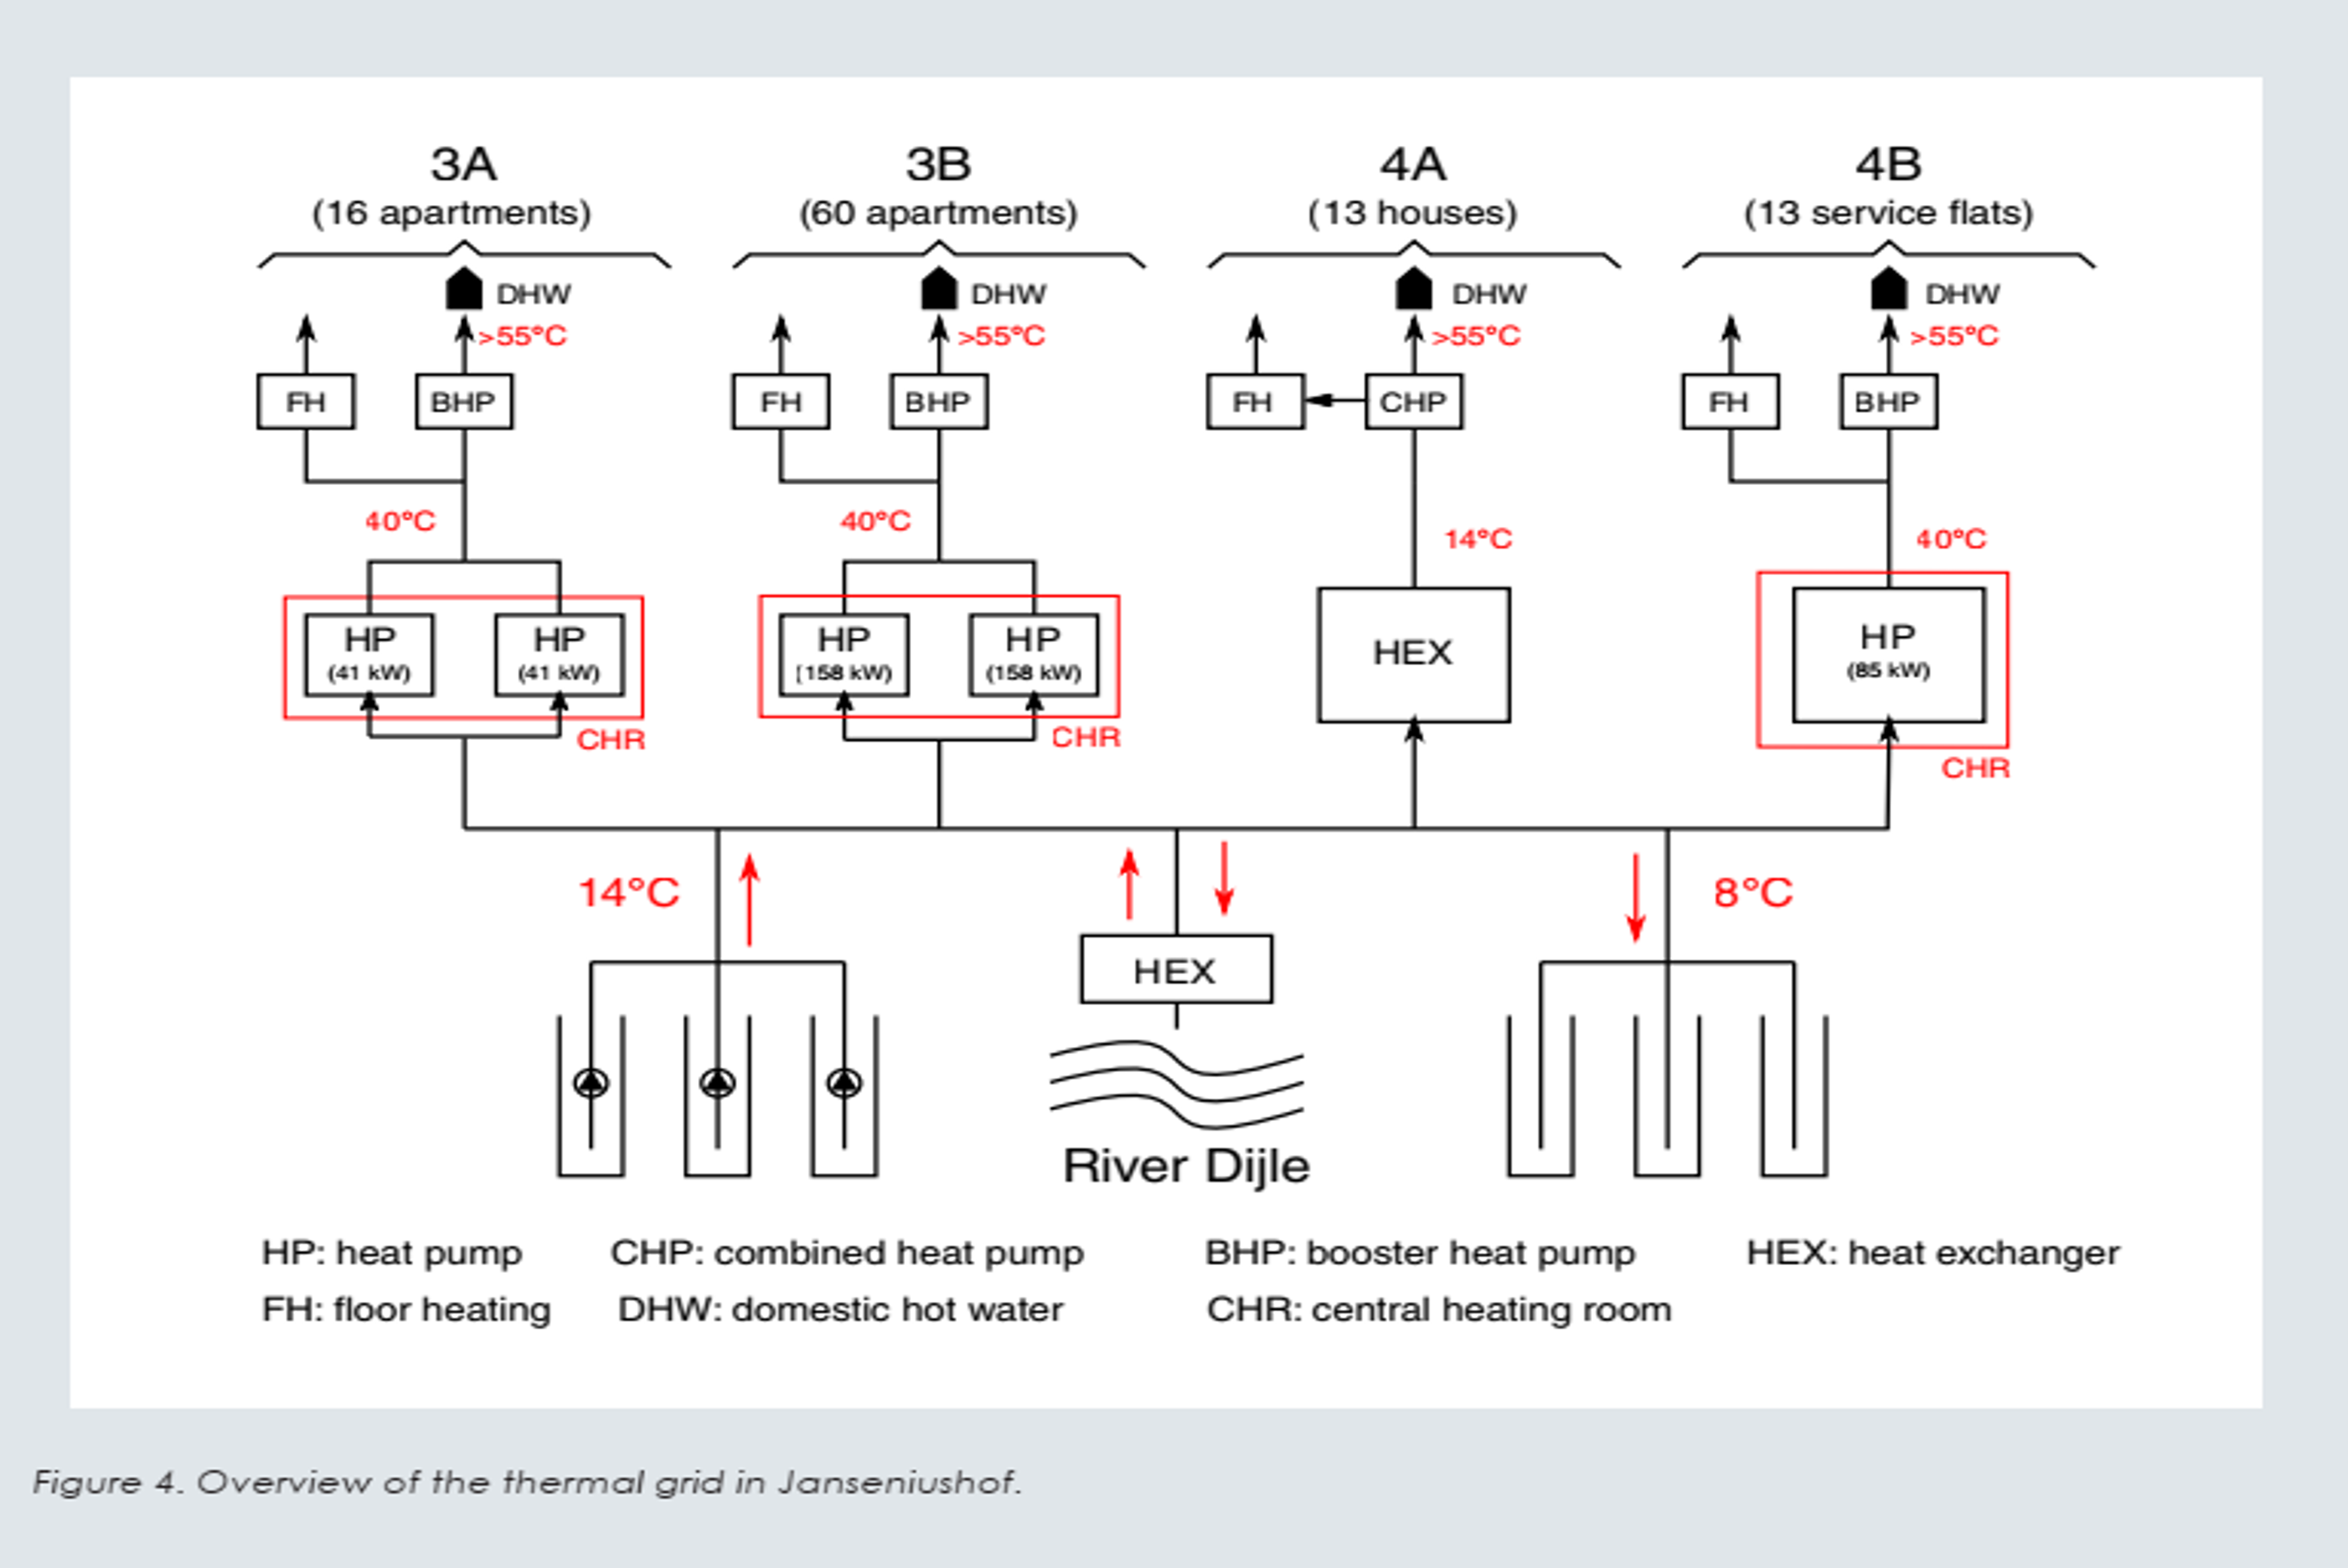 3A 3B 4A 4B
(16 apartments) (60 apartments) (13 houses) (13 service flats)
DHW DHW DHW DHW
>55°C >55°C >55°C >55°C
FH BHP FH BHP FH CHP FH BHP
40°C 40°C 14°C 40°C
HP HP HP HP HEX HP
(41 kW) (41 kW) (158 kW) (158 kW) (85 kW)
CHR CHR CHR
14°C 8°C
HEX
River Dijle
HP: heat pump CHP: combined heat pump BHP: booster heat pump HEX: heat exchanger
FH: floor heating DHW: domestic hot water CHR: central heating room
Figure 4. Overview of the thermal grid in Janseniushof.